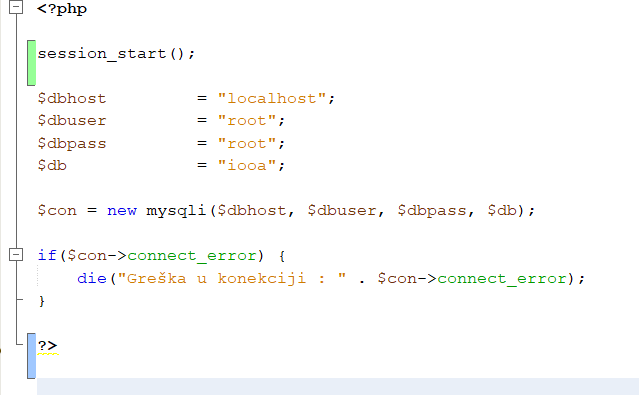 <?php
session_start();
$dbhost = "localhost";
$dbuser = "root";
$dbpass = "root";
$db = "iooa";
$con = new mysqli($dbhost, $dbuser, $dbpass, $db);
if($con->connect_error) {
die("Greška u konekciji : " . $con->connect_error);
}
?>